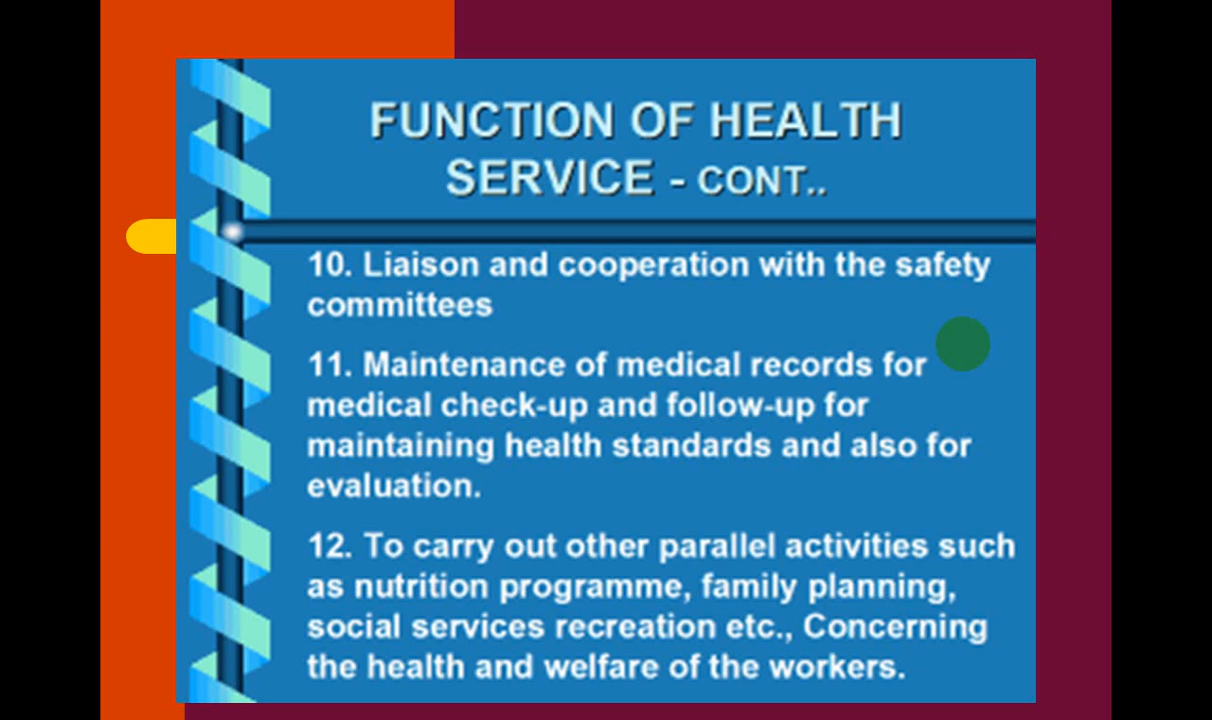 FUNCTION OF HEALTH
SERVICE - CONT..
10. Liaison and cooperation with the safety
committees
11. Maintenance of medical records for
medical check-up and follow-up for
maintaining health standards and also for
evaluation.
12. To carry out other parallel activities such
as nutrition programme, family planning,
social services recreation etc., Concerning
the health and welfare of the workers.